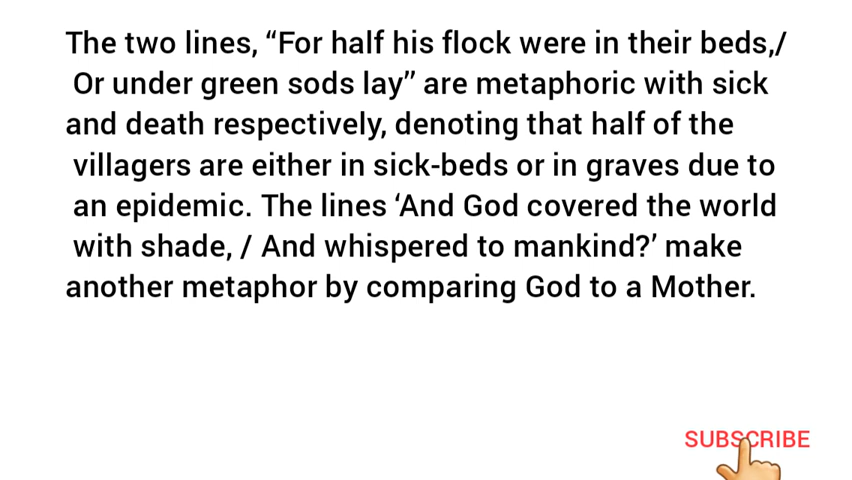 The two lines, “For half his flock were in their beds,/
Or under green sods lay” are metaphoric with sick
and death respectively, denoting that half of the
villagers are either in sick-beds or in graves due to
an epidemic. The lines ‘And God covered the world
with shade, / And whispered to mankind?’ make
another metaphor by comparing God to a Mother.
SUBSCRIBE